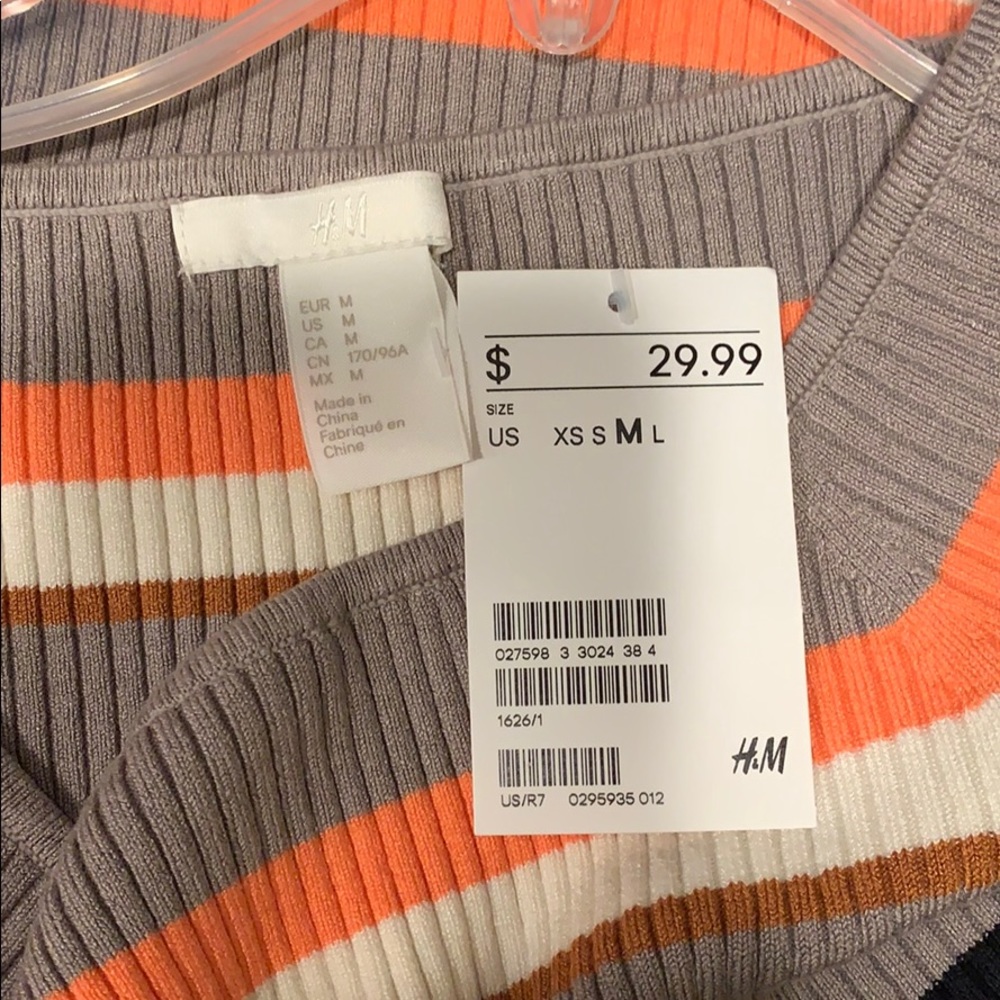 H&M
EUR M
US M
CA M
CN 170/96A
MX M
Made in
China
Fabriqué en
Chine
$ 29.99
SIZE
US XS S M L
027598 3 3024 38 4
1626/1
H&M
US/R7 0295935 012